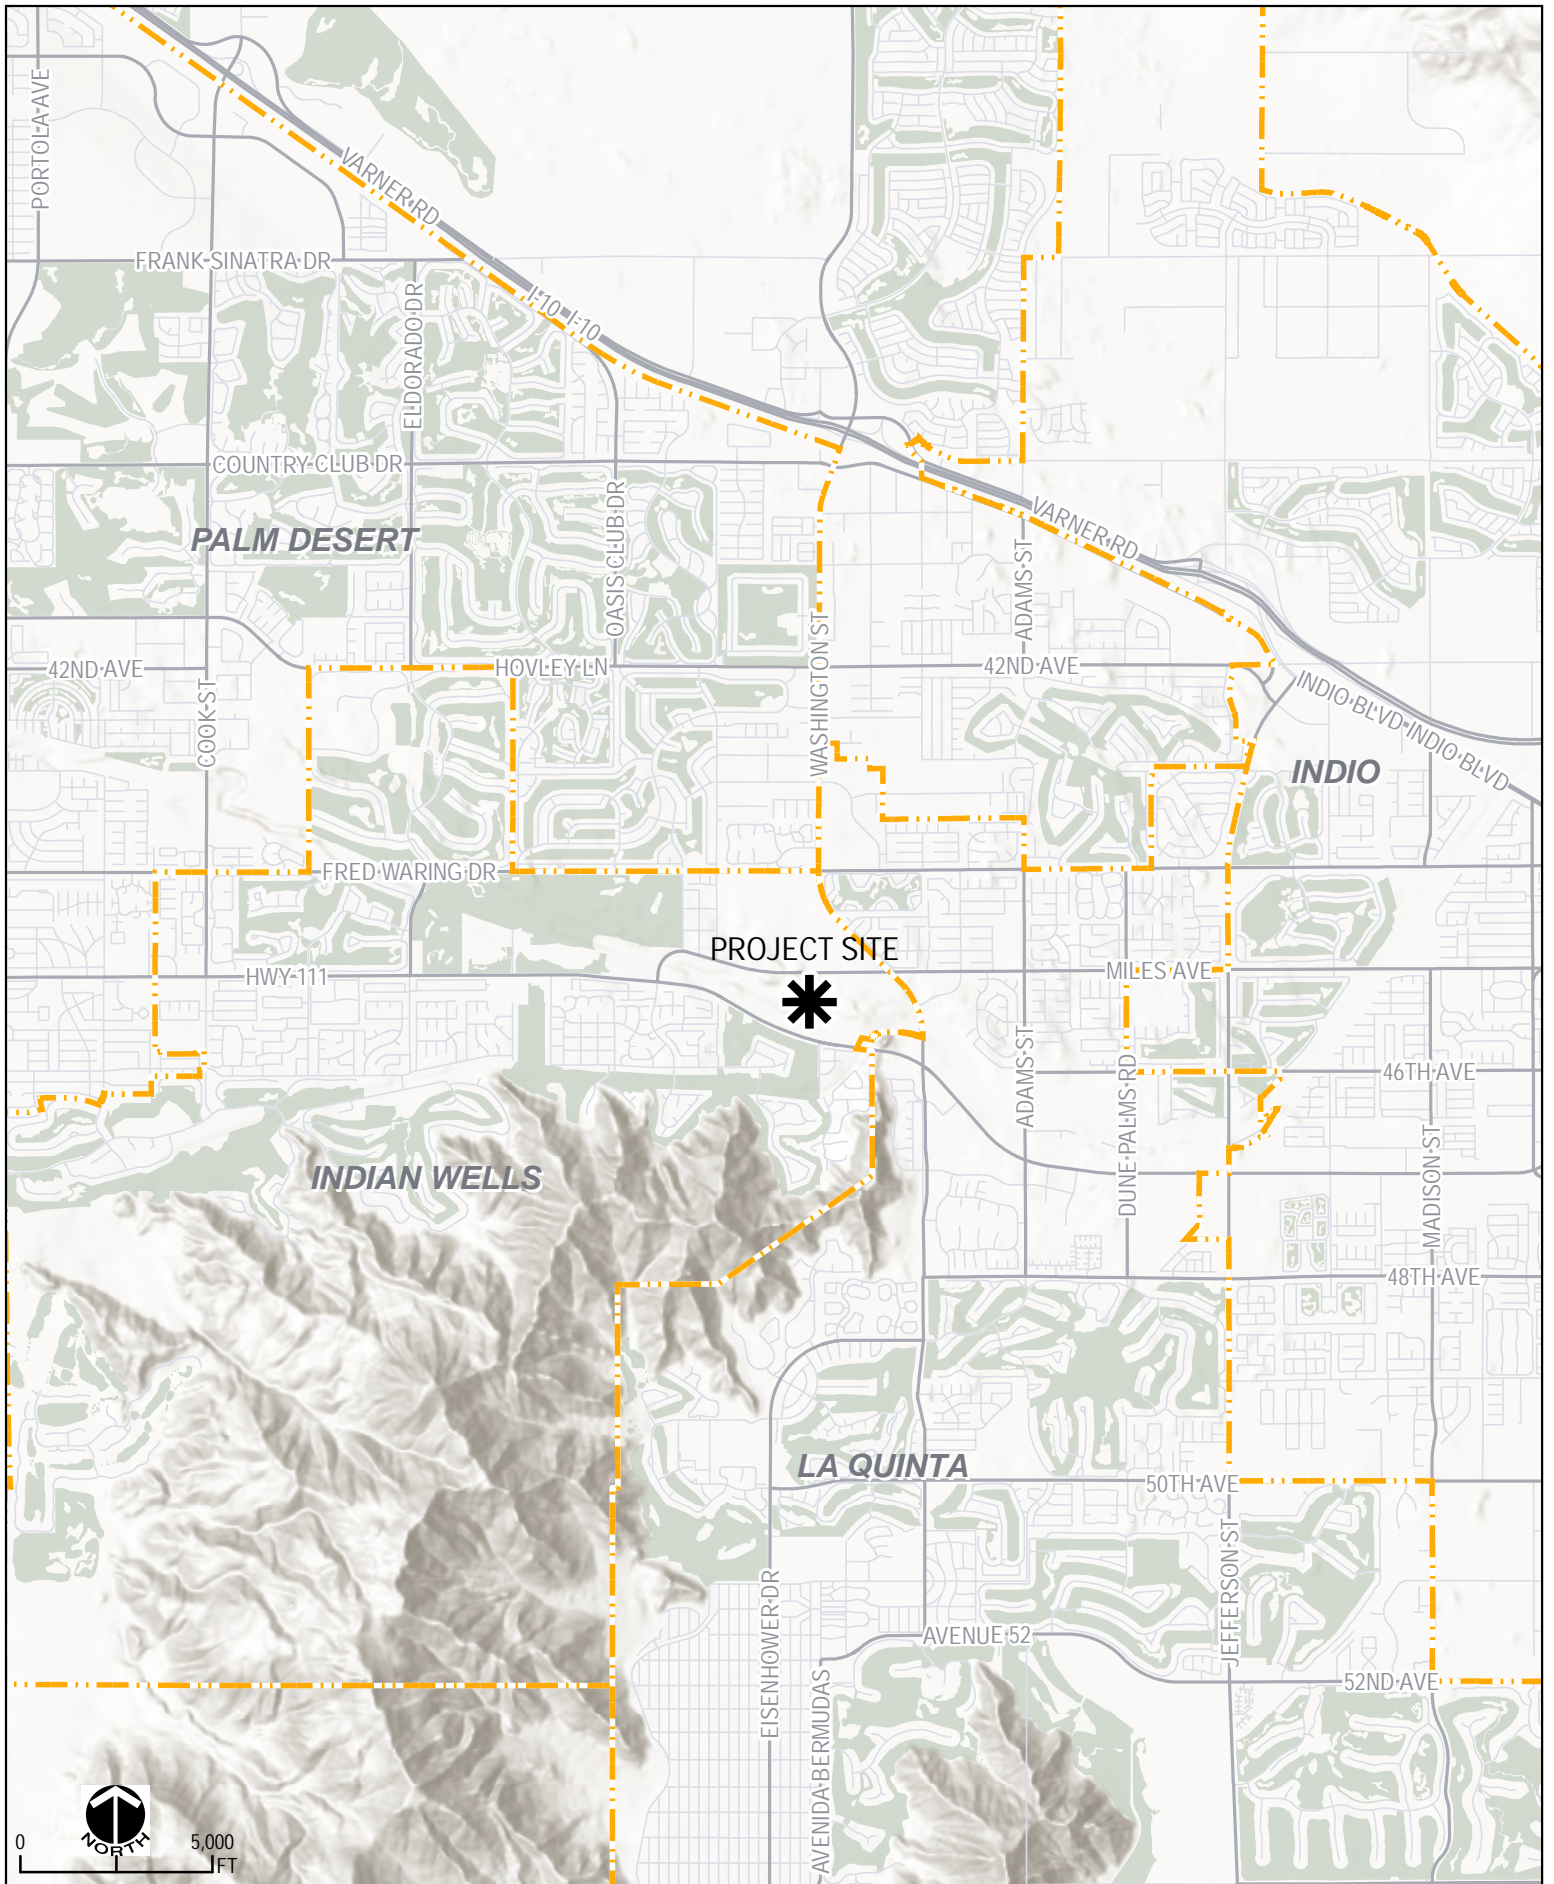 PORTOLA AVE
VARNER RD
FRANK SINATRA DR
ELDORADO DR
I-10 I-10
COUNTRY CLUB DR
OASIS CLUB DR
VARNER RD
PALM DESERT
ADAMS ST
WASHINGTON ST
42ND AVE
HOVLEY LN
42ND AVE
COOK ST
INDIO BLVD INDIO BLVD
INDIO
FRED WARING DR
PROJECT SITE
HWY 111
MILES AVE
ADAMS ST
DUNE PALMS RD
46TH AVE
MADISON ST
INDIAN WELLS
48TH AVE
LA QUINTA
50TH AVE
JEFFERSON ST
EISENHOWER DR
AVENUE 52
AVENIDA BERMUDAS
52ND AVE
NORTH
0 5,000
FT